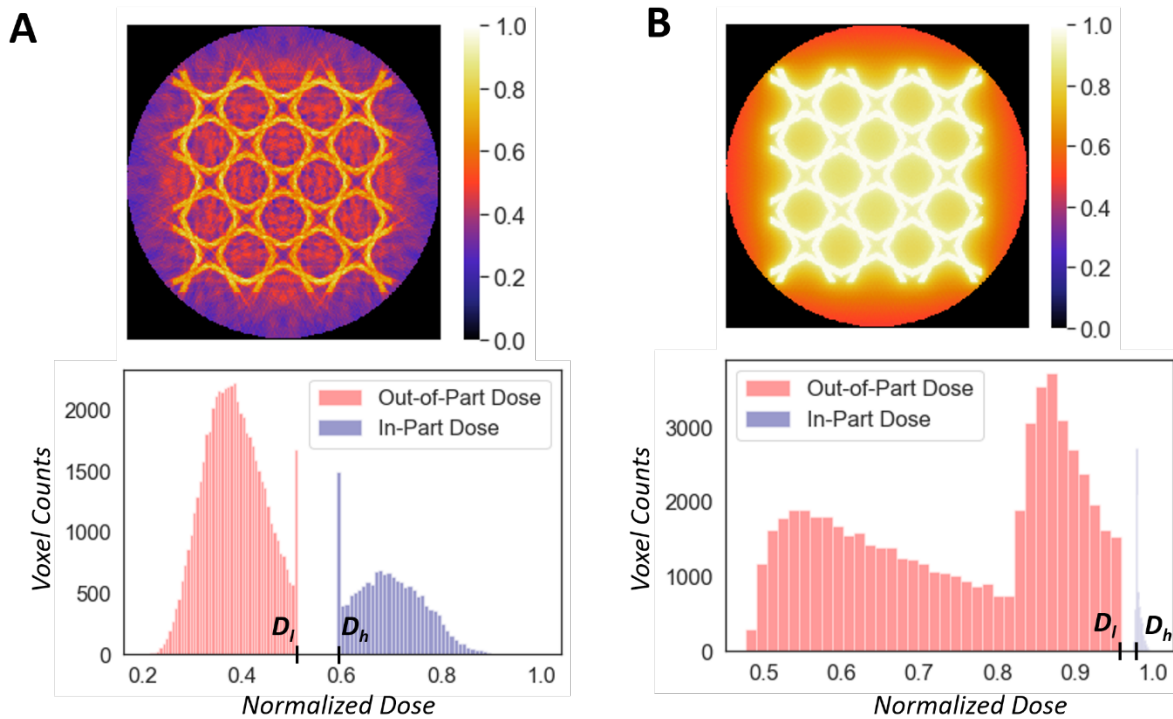 A
1.0
0.8
0.6
0.4
0.2
0.0
2000
1500
1000
500
0
Voxel Counts
Out-of-Part Dose
In-Part Dose
Dl
Dh
0.2 0.4 0.6 0.8 1.0
Normalized Dose
B
1.0
0.8
0.6
0.4
0.2
0.0
3000
2000
1000
0
Voxel Counts
Out-of-Part Dose
In-Part Dose
Dl
Dh
0.5 0.6 0.7 0.8 0.9 1.0
Normalized Dose